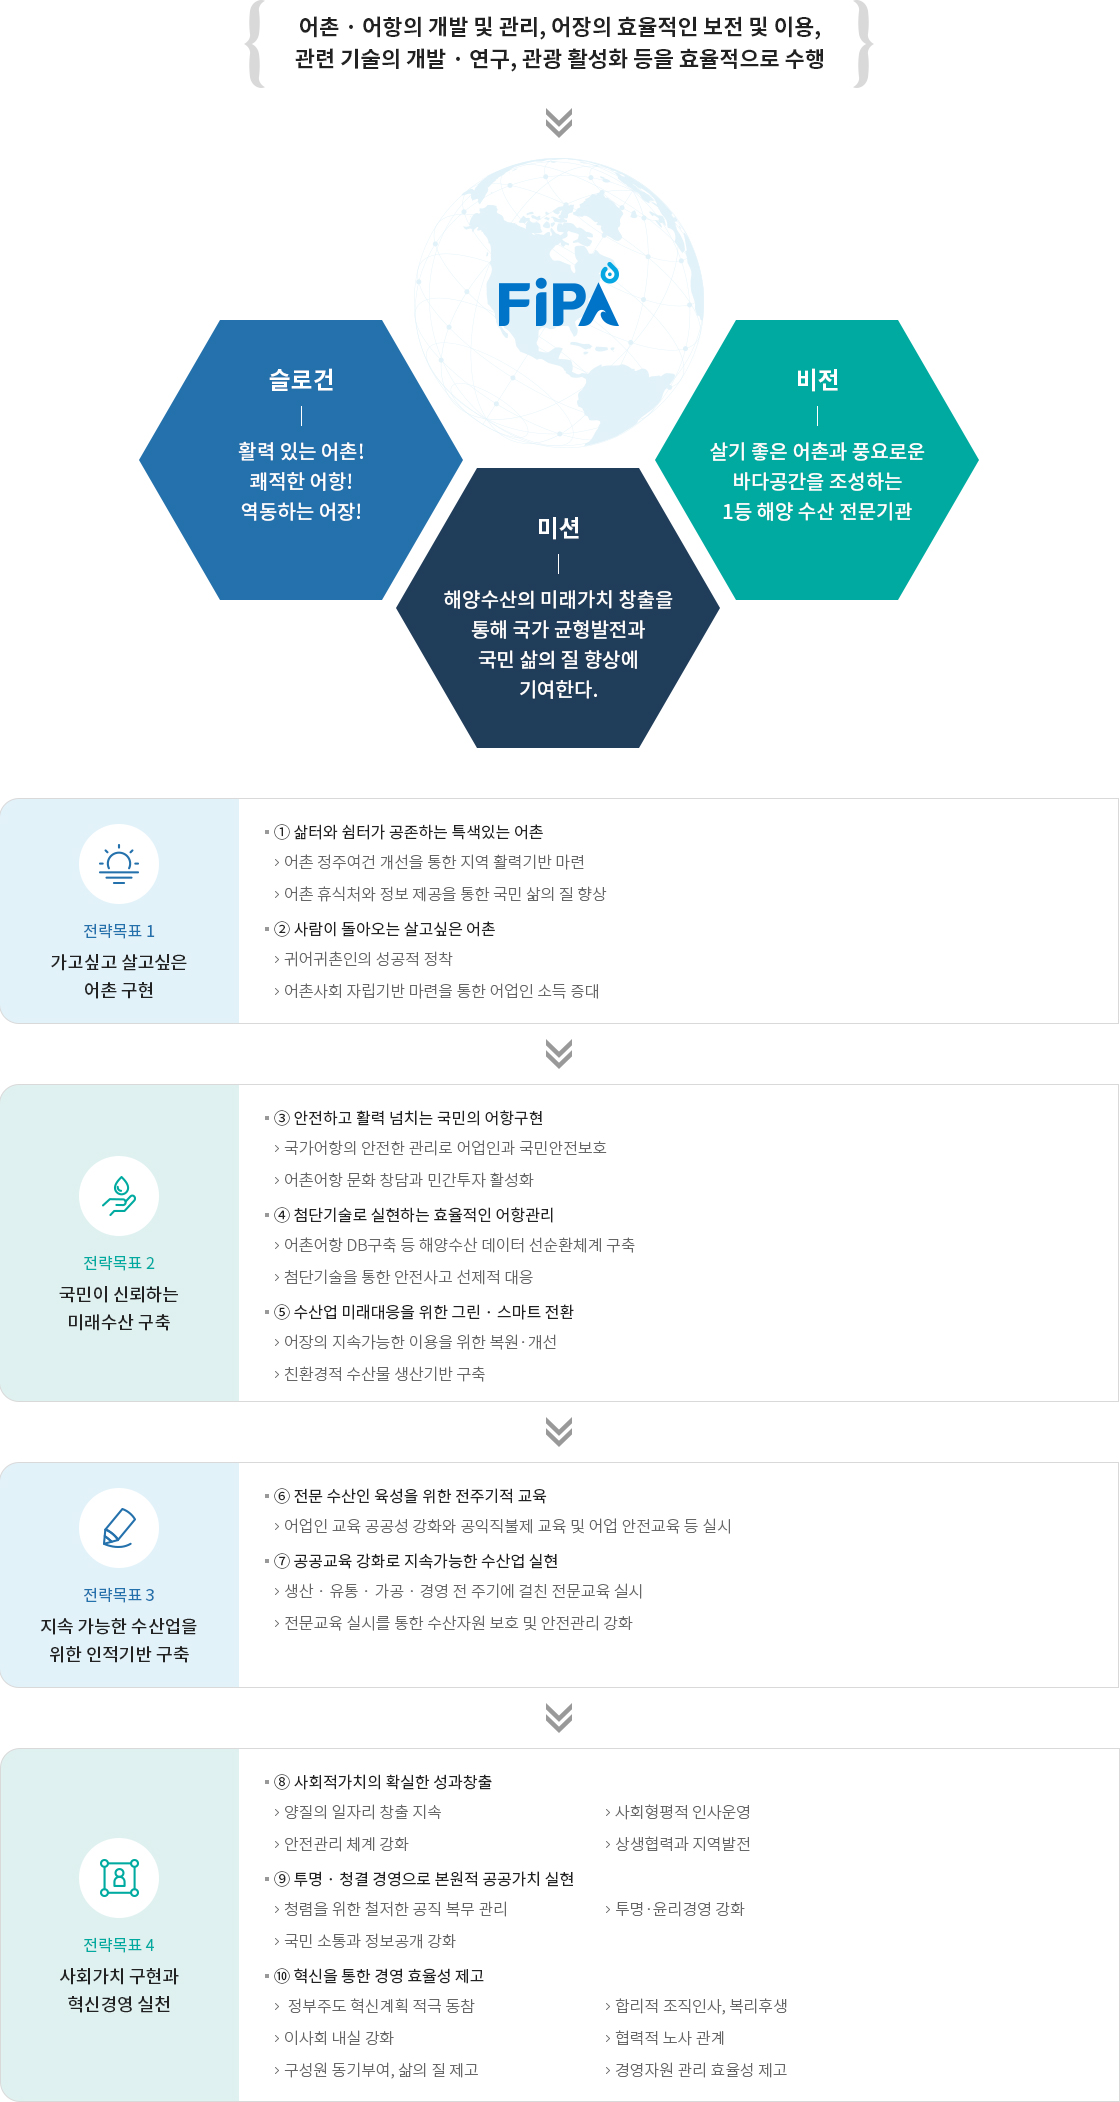 어촌 · 어항의 개발 및 관리, 어장의 효율적인 보전 및 이용,
관련 기술의 개발 · 연구, 관광 활성화 등을 효율적으로 수행
FiPA
슬로건
활력 있는 어촌!
쾌적한 어항!
역동하는 어장!
비전
살기 좋은 어촌과 풍요로운
바다공간을 조성하는
1등 해양 수산 전문기관
미션
해양수산의 미래가치 창출을
통해 국가 균형발전과
국민 삶의 질 향상에
기여한다.
전략목표 1
가고싶고 살고싶은
어촌 구현
① 삶터와 쉼터가 공존하는 특색있는 어촌
› 어촌 정주여건 개선을 통한 지역 활력기반 마련
› 어촌 휴식처와 정보 제공을 통한 국민 삶의 질 향상
② 사람이 돌아오는 살고싶은 어촌
› 귀어귀촌인의 성공적 정착
› 어촌사회 자립기반 마련을 통한 어업인 소득 증대
전략목표 2
국민이 신뢰하는
미래수산 구축
③ 안전하고 활력 넘치는 국민의 어항구현
› 국가어항의 안전한 관리로 어업인과 국민안전보호
› 어촌어항 문화 창담과 민간투자 활성화
④ 첨단기술로 실현하는 효율적인 어항관리
› 어촌어항 DB구축 등 해양수산 데이터 선순환체계 구축
› 첨단기술을 통한 안전사고 선제적 대응
⑤ 수산업 미래대응을 위한 그린 · 스마트 전환
› 어장의 지속가능한 이용을 위한 복원·개선
› 친환경적 수산물 생산기반 구축
전략목표 3
지속 가능한 수산업을
위한 인적기반 구축
⑥ 전문 수산인 육성을 위한 전주기적 교육
› 어업인 교육 공공성 강화와 공익직불제 교육 및 어업 안전교육 등 실시
⑦ 공공교육 강화로 지속가능한 수산업 실현
› 생산 · 유통 · 가공 · 경영 전 주기에 걸친 전문교육 실시
› 전문교육 실시를 통한 수산자원 보호 및 안전관리 강화
전략목표 4
사회가치 구현과
혁신경영 실천
⑧ 사회적가치의 확실한 성과창출
› 양질의 일자리 창출 지속
› 사회형평적 인사운영
› 안전관리 체계 강화
› 상생협력과 지역발전
⑨ 투명 · 청결 경영으로 본원적 공공가치 실현
› 청렴을 위한 철저한 공직 복무 관리
› 투명·윤리경영 강화
› 국민 소통과 정보공개 강화
⑩ 혁신을 통한 경영 효율성 제고
› 정부주도 혁신계획 적극 동참
› 합리적 조직인사, 복리후생
› 이사회 내실 강화
› 협력적 노사 관계
› 구성원 동기부여, 삶의 질 제고
› 경영자원 관리 효율성 제고